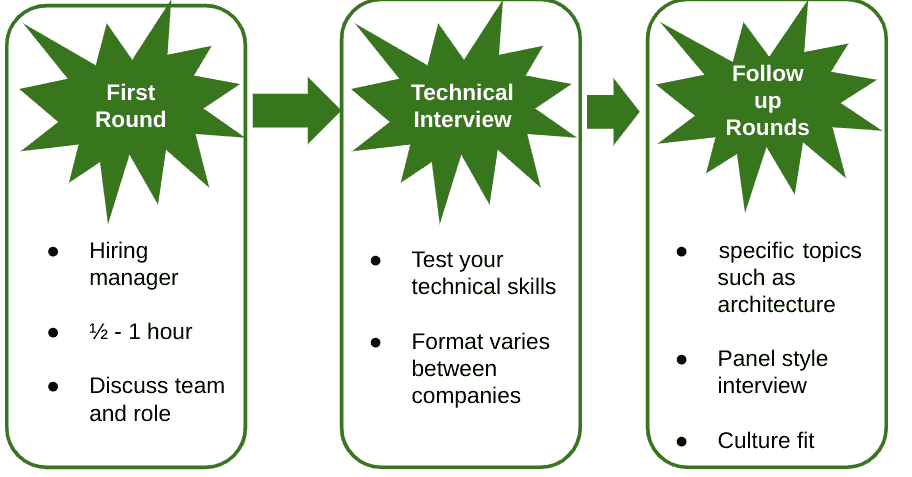 First
Round
● Hiring
manager
● ½ - 1 hour
● Discuss team
and role
Technical
Interview
● Test your
technical skills
● Format varies
between
companies
Follow
up
Rounds
● specific topics
such as
architecture
● Panel style
interview
● Culture fit